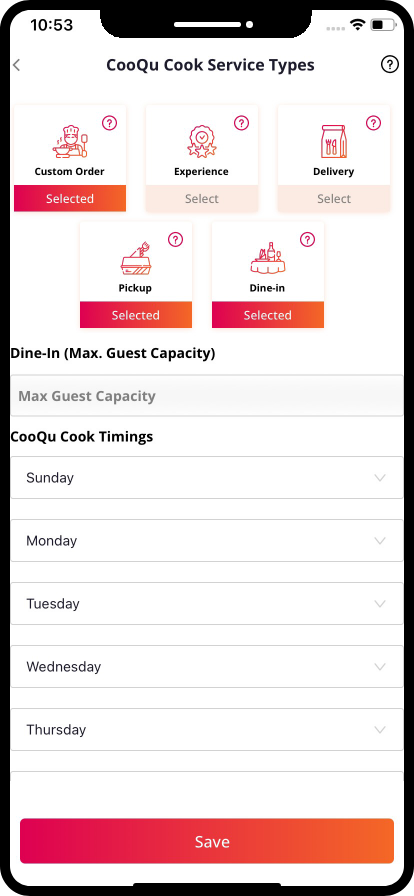 10:53
CooQu Cook Service Types
?
? ? ?
Custom Order Experience Delivery
Selected Select Select
? ?
Pickup Dine-in
Selected Selected
Dine-In (Max. Guest Capacity)
Max Guest Capacity
CooQu Cook Timings
Sunday
Monday
Tuesday
Wednesday
Thursday
Save